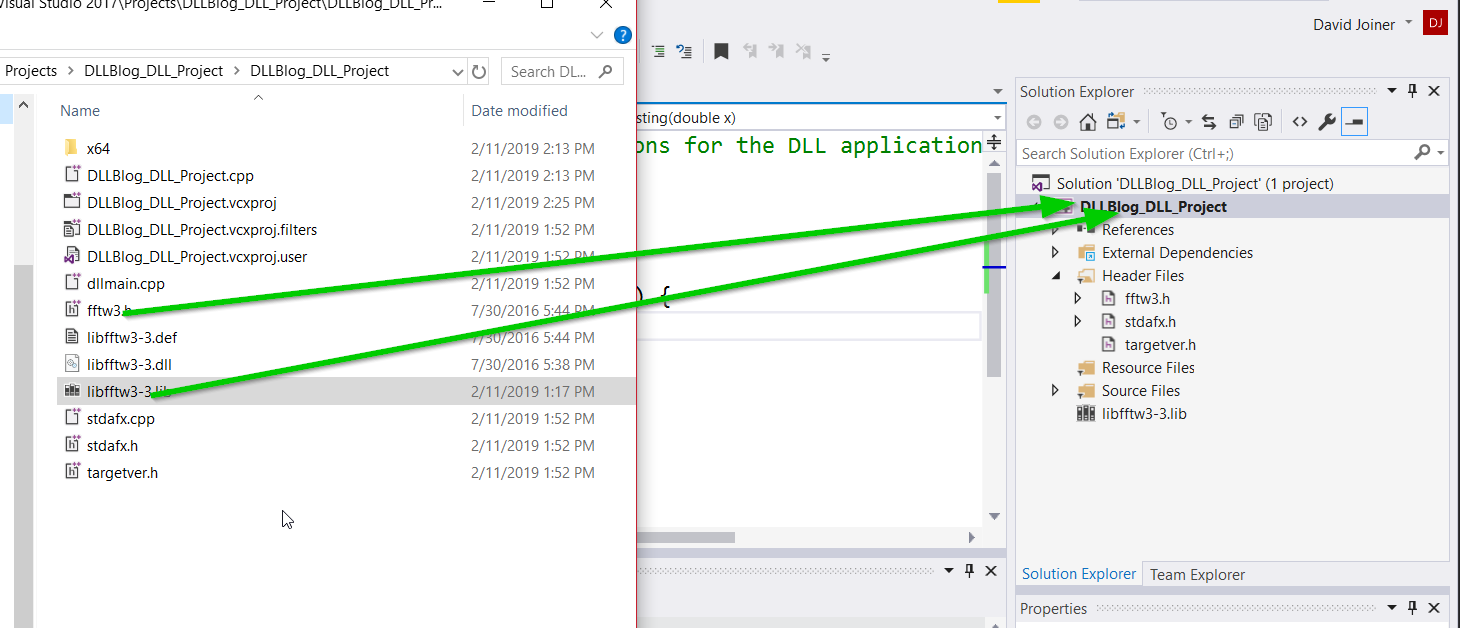 Visual Studio 2017\Projects\DLLBlog_DLL_Project\DLLBlog_DLL_Pr...
Projects > DLLBlog_DLL_Project > DLLBlog_DLL_Project
Search DL...
Name Date modified
x64 2/11/2019 2:13 PM
DLLBlog_DLL_Project.cpp 2/11/2019 2:13 PM
DLLBlog_DLL_Project.vcxproj 2/11/2019 2:25 PM
DLLBlog_DLL_Project.vcxproj.filters 2/11/2019 1:52 PM
DLLBlog_DLL_Project.vcxproj.user 2/11/2019 1:52 PM
dllmain.cpp 2/11/2019 1:52 PM
fftw3.h 7/30/2016 5:44 PM
libfftw3-3.def 7/30/2016 5:44 PM
libfftw3-3.dll 7/30/2016 5:38 PM
libfftw3-3.lib 2/11/2019 1:17 PM
stdafx.cpp 2/11/2019 1:52 PM
stdafx.h 2/11/2019 1:52 PM
targetver.h 2/11/2019 1:52 PM
sting(double x)
ons for the DLL application
) {
David Joiner DJ
Solution Explorer
Search Solution Explorer (Ctrl+;)
Solution 'DLLBlog_DLL_Project' (1 project)
DLLBlog_DLL_Project
References
External Dependencies
Header Files
fftw3.h
stdafx.h
targetver.h
Resource Files
Source Files
libfftw3-3.lib
Solution Explorer Team Explorer
Properties